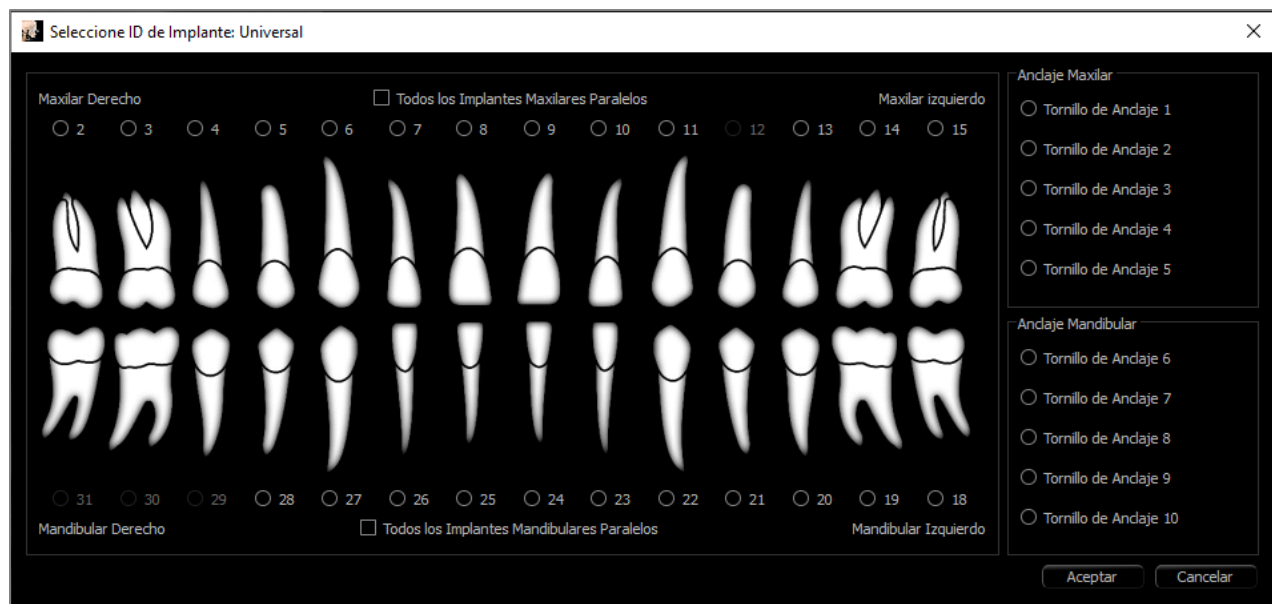 Seleccione ID de Implante: Universal
Maxilar Derecho
Todos los Implantes Maxilares Paralelos
Maxilar izquierdo
2 3 4 5 6 7 8 9 10 11 12 13 14 15
31 30 29 28 27 26 25 24 23 22 21 20 19 18
Mandibular Derecho
Todos los Implantes Mandibulares Paralelos
Mandibular Izquierdo
Anclaje Maxilar
Tornillo de Anclaje 1
Tornillo de Anclaje 2
Tornillo de Anclaje 3
Tornillo de Anclaje 4
Tornillo de Anclaje 5
Anclaje Mandibular
Tornillo de Anclaje 6
Tornillo de Anclaje 7
Tornillo de Anclaje 8
Tornillo de Anclaje 9
Tornillo de Anclaje 10
Aceptar
Cancelar